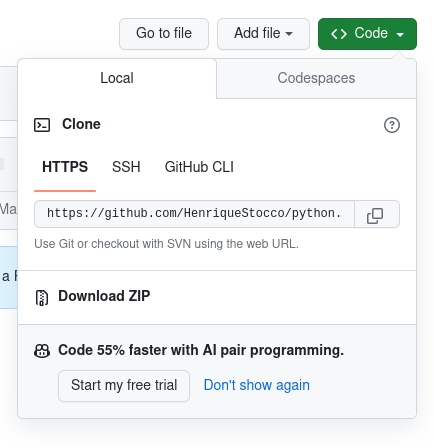 Go to file Add file <> Code
Local Codespaces
Clone
HTTPS SSH GitHub CLI
https://github.com/HenriqueStocco/python.
Use Git or checkout with SVN using the web URL.
Download ZIP
Code 55% faster with AI pair programming.
Start my free trial Don't show again